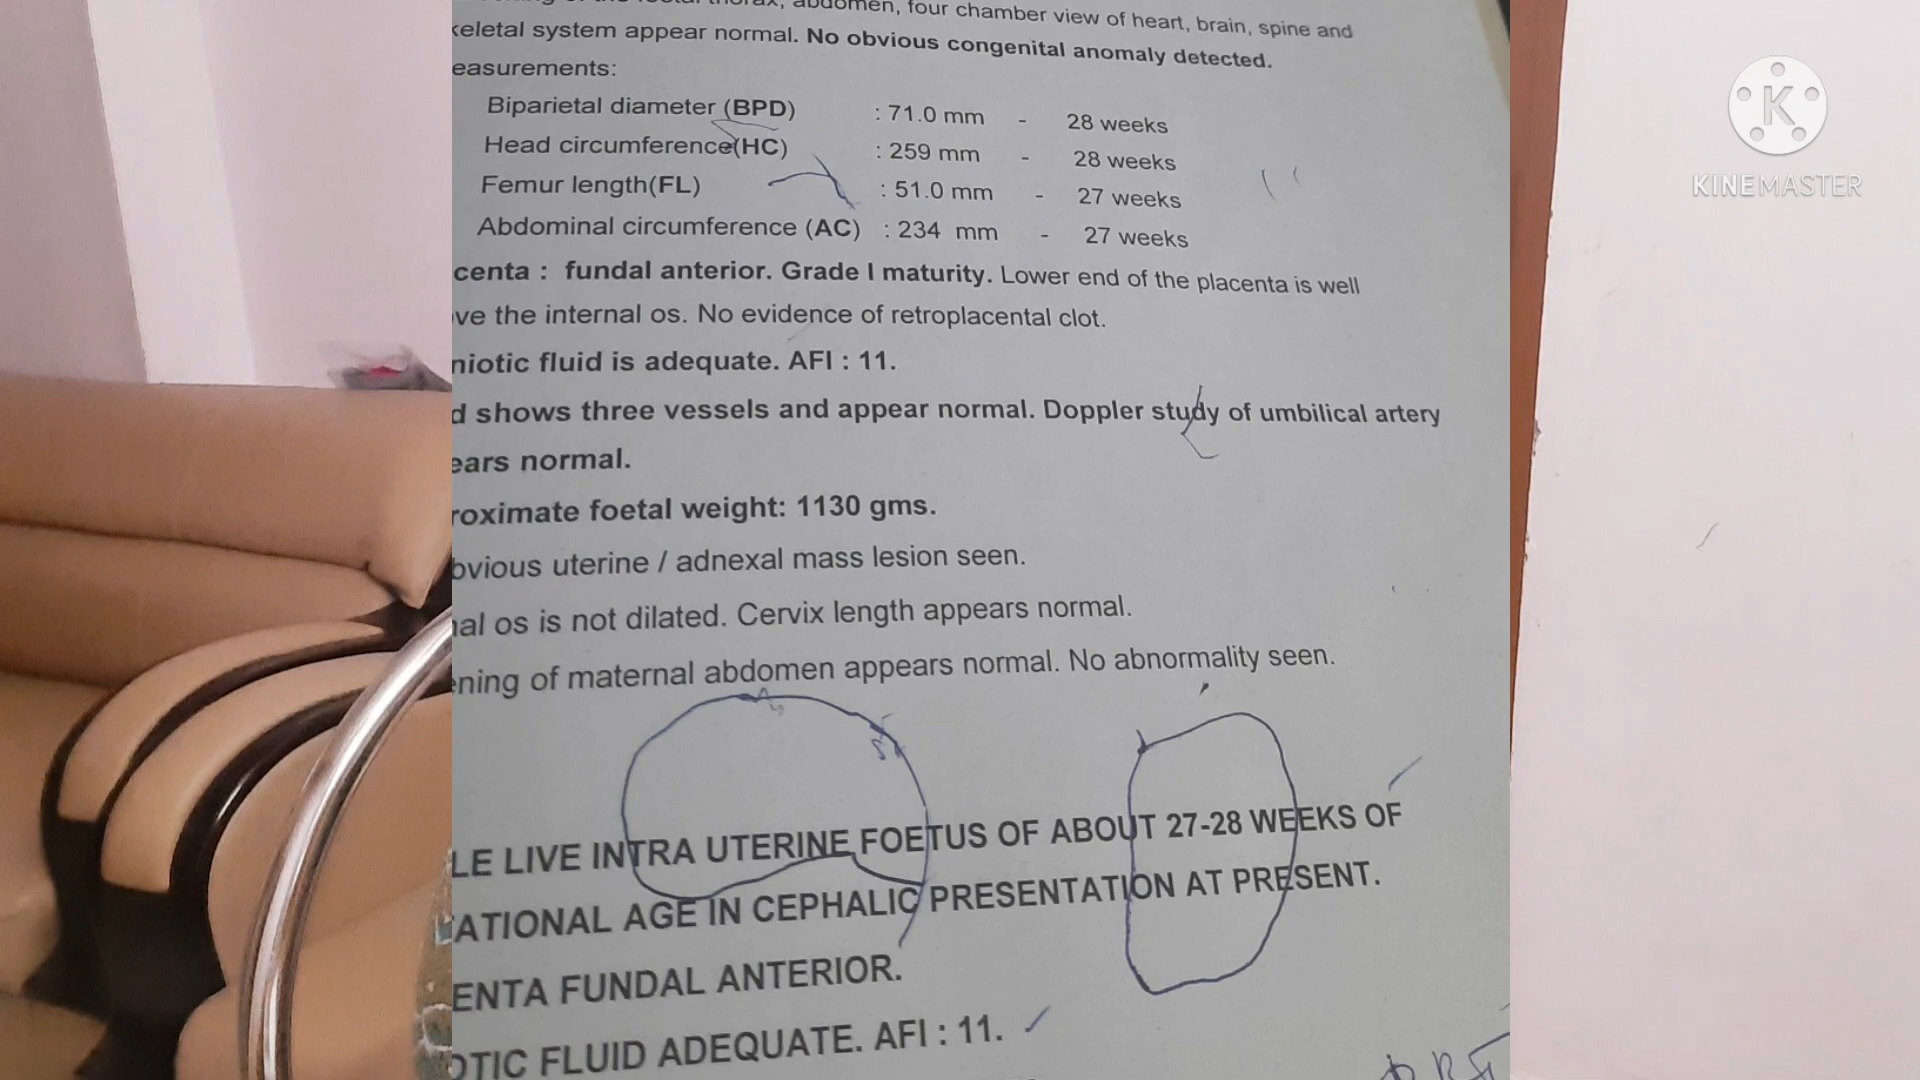 abdomen, four chamber view of heart, brain, spine and
keletal system appear normal. No obvious congenital anomaly detected.
easurements:
Biparietal diameter (BPD) : 71.0 mm - 28 weeks
Head circumference(HC) : 259 mm - 28 weeks
Femur length(FL) : 51.0 mm - 27 weeks
Abdominal circumference (AC) : 234 mm - 27 weeks
centa : fundal anterior. Grade I maturity. Lower end of the placenta is well
ve the internal os. No evidence of retroplacental clot.
niotic fluid is adequate. AFI : 11.
d shows three vessels and appear normal. Doppler study of umbilical artery
ears normal.
roximate foetal weight: 1130 gms.
bvious uterine / adnexal mass lesion seen.
nal os is not dilated. Cervix length appears normal.
ening of maternal abdomen appears normal. No abnormality seen.
LE LIVE INTRA UTERINE FOETUS OF ABOUT 27-28 WEEKS OF
ATIONAL AGE IN CEPHALIC PRESENTATION AT PRESENT.
ENTA FUNDAL ANTERIOR.
OTIC FLUID ADEQUATE. AFI : 11.
K
KINEMASTER